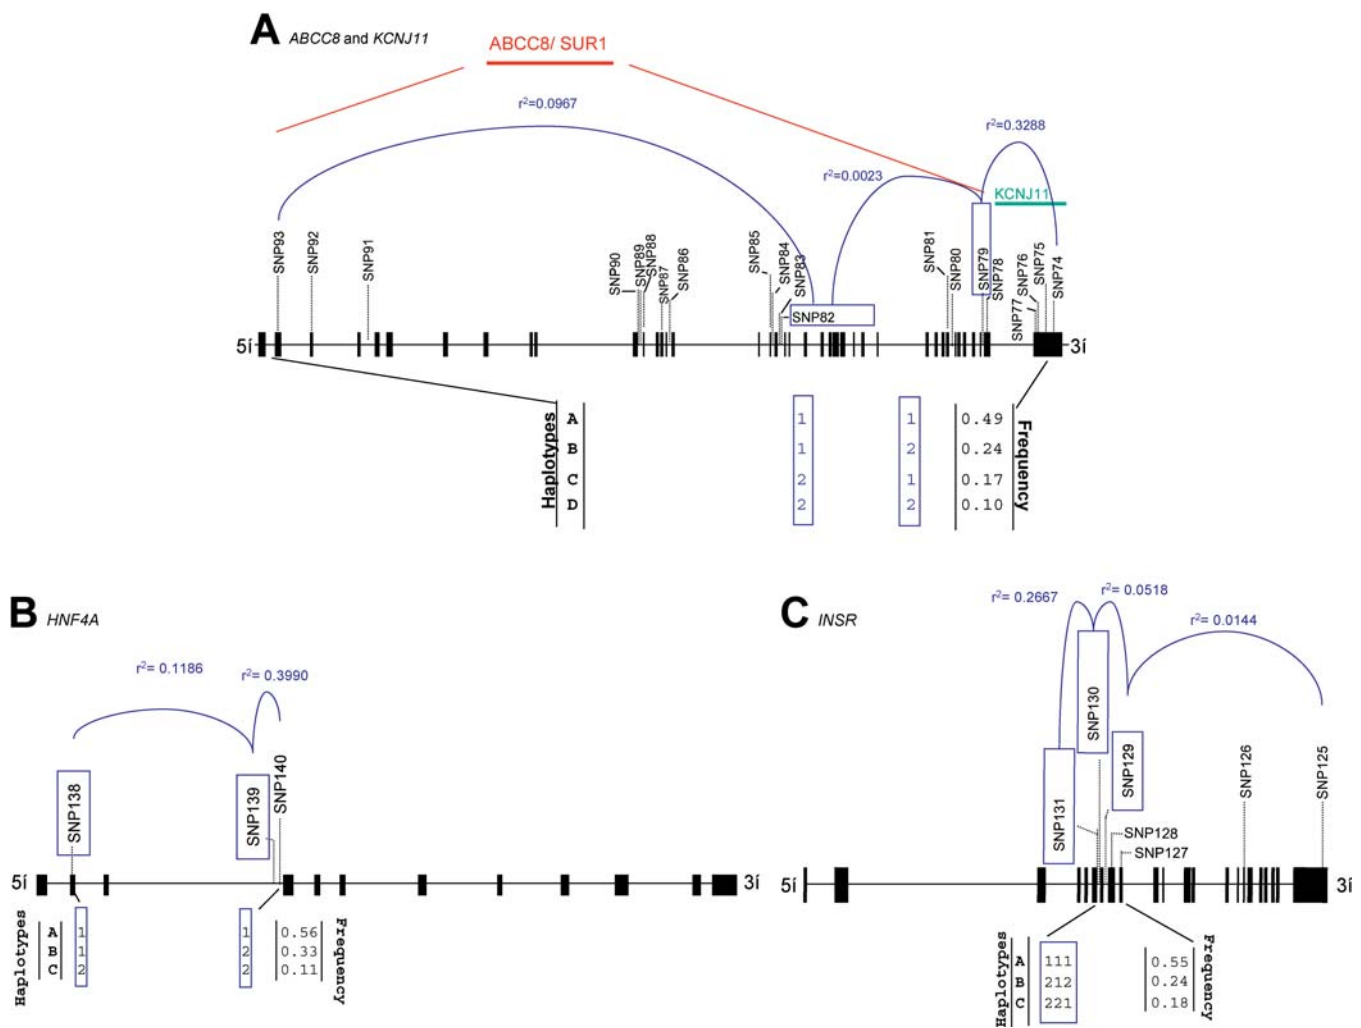 A ABCC8 and KCNJ11
ABCC8/ SUR1
r²=0.0967
r²=0.3288
r²=0.0023
KCNJ11
SNP93
SNP92
SNP91
SNP90
SNP89
SNP88
SNP87
SNP86
SNP85
SNP84
SNP83
SNP82
SNP81
SNP80
SNP79
SNP78
SNP77
SNP76
SNP75
SNP74
5í 3í
Haplotypes Frequency
A 1 1 0.49
B 1 2 0.24
C 2 1 0.17
D 2 2 0.10
B HNF4A
r²= 0.1186
r²= 0.3990
SNP138
SNP139
SNP140
5í 3í
Haplotypes Frequency
A 1 1 0.56
B 1 2 0.33
C 2 2 0.11
C INSR
r²= 0.2667
r²= 0.0518
r²= 0.0144
SNP131
SNP130
SNP129
SNP128
SNP127
SNP126
SNP125
5í 3í
Haplotypes Frequency
A 111 0.55
B 212 0.24
C 221 0.18